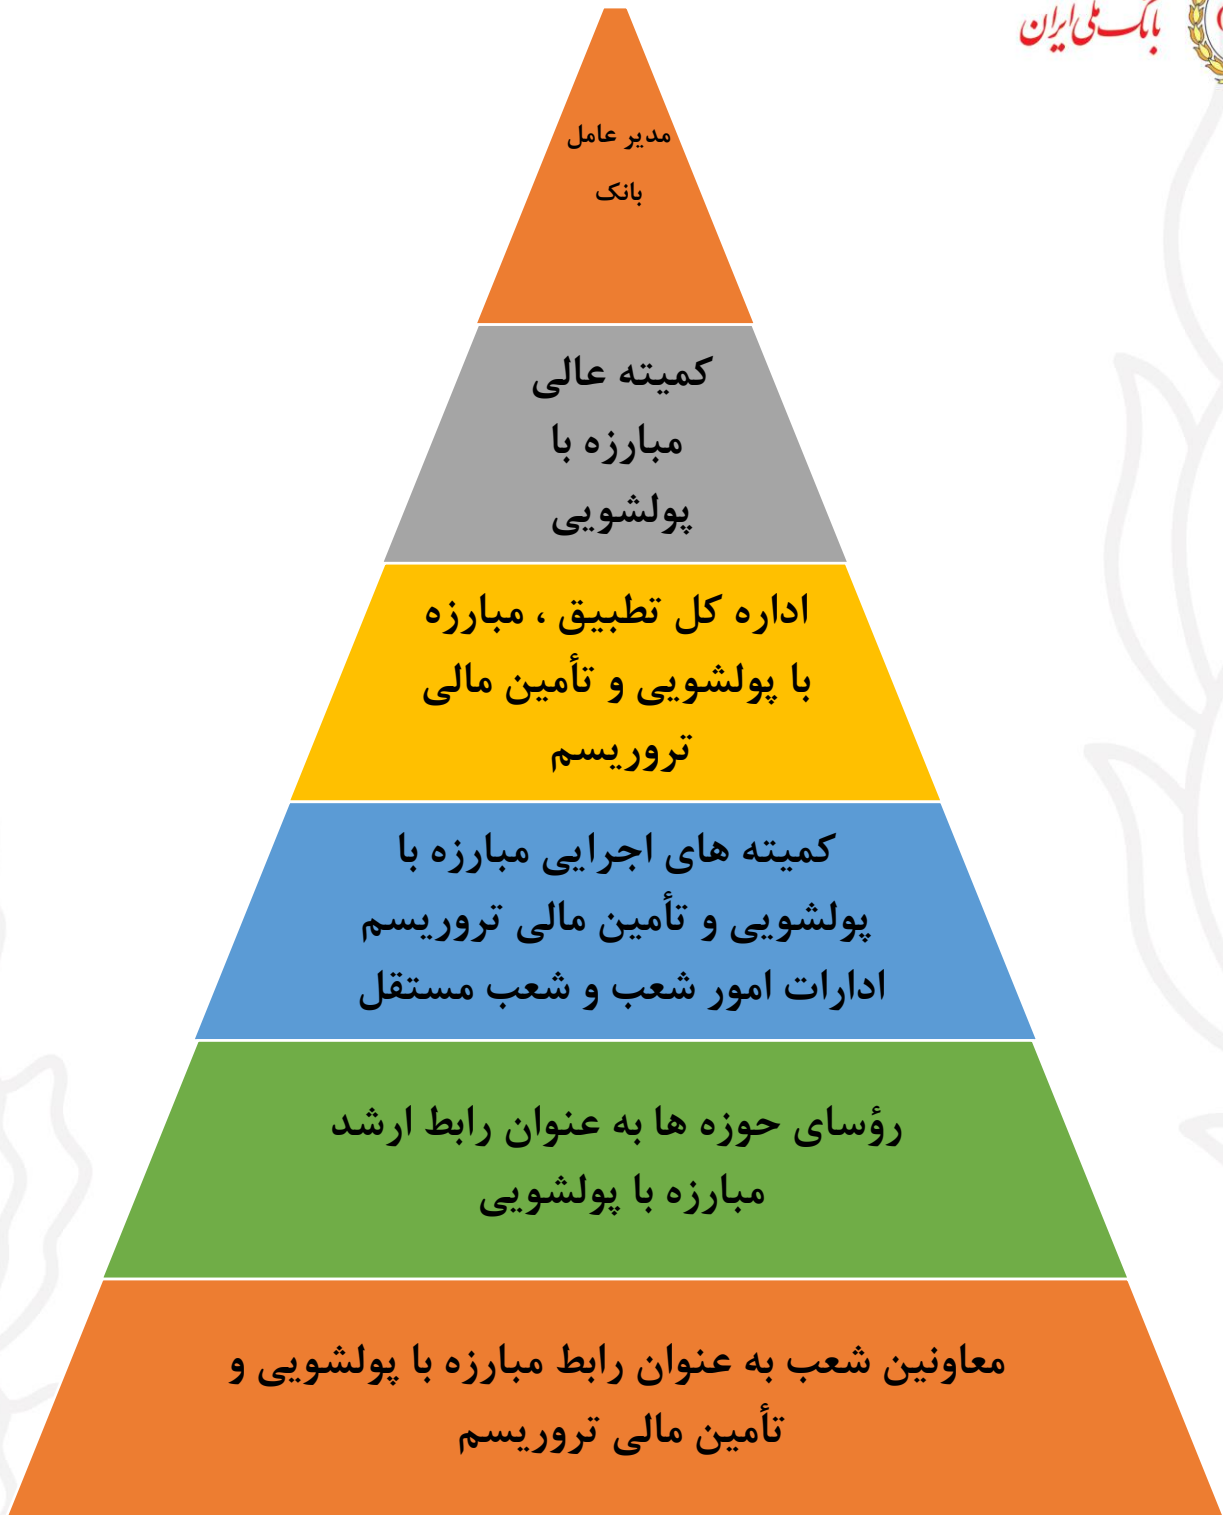 بانک ملی ایران
مدیر عامل
بانک
کمیته عالی
مبارزه با
پولشویی
اداره کل تطبیق ، مبارزه
با پولشویی و تأمین مالی
تروریسم
کمیته های اجرایی مبارزه با
پولشویی و تأمین مالی تروریسم
ادارات امور شعب و شعب مستقل
رؤسای حوزه ها به عنوان رابط ارشد
مبارزه با پولشویی
معاونین شعب به عنوان رابط مبارزه با پولشویی و
تأمین مالی تروریسم